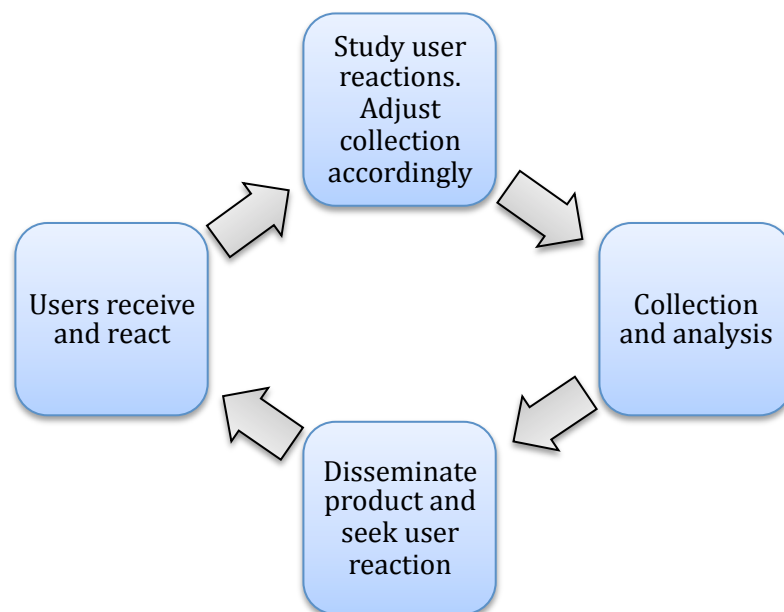 Study user
reactions.
Adjust
collection
accordingly
Collection
and analysis
Disseminate
product and
seek user
reaction
Users receive
and react